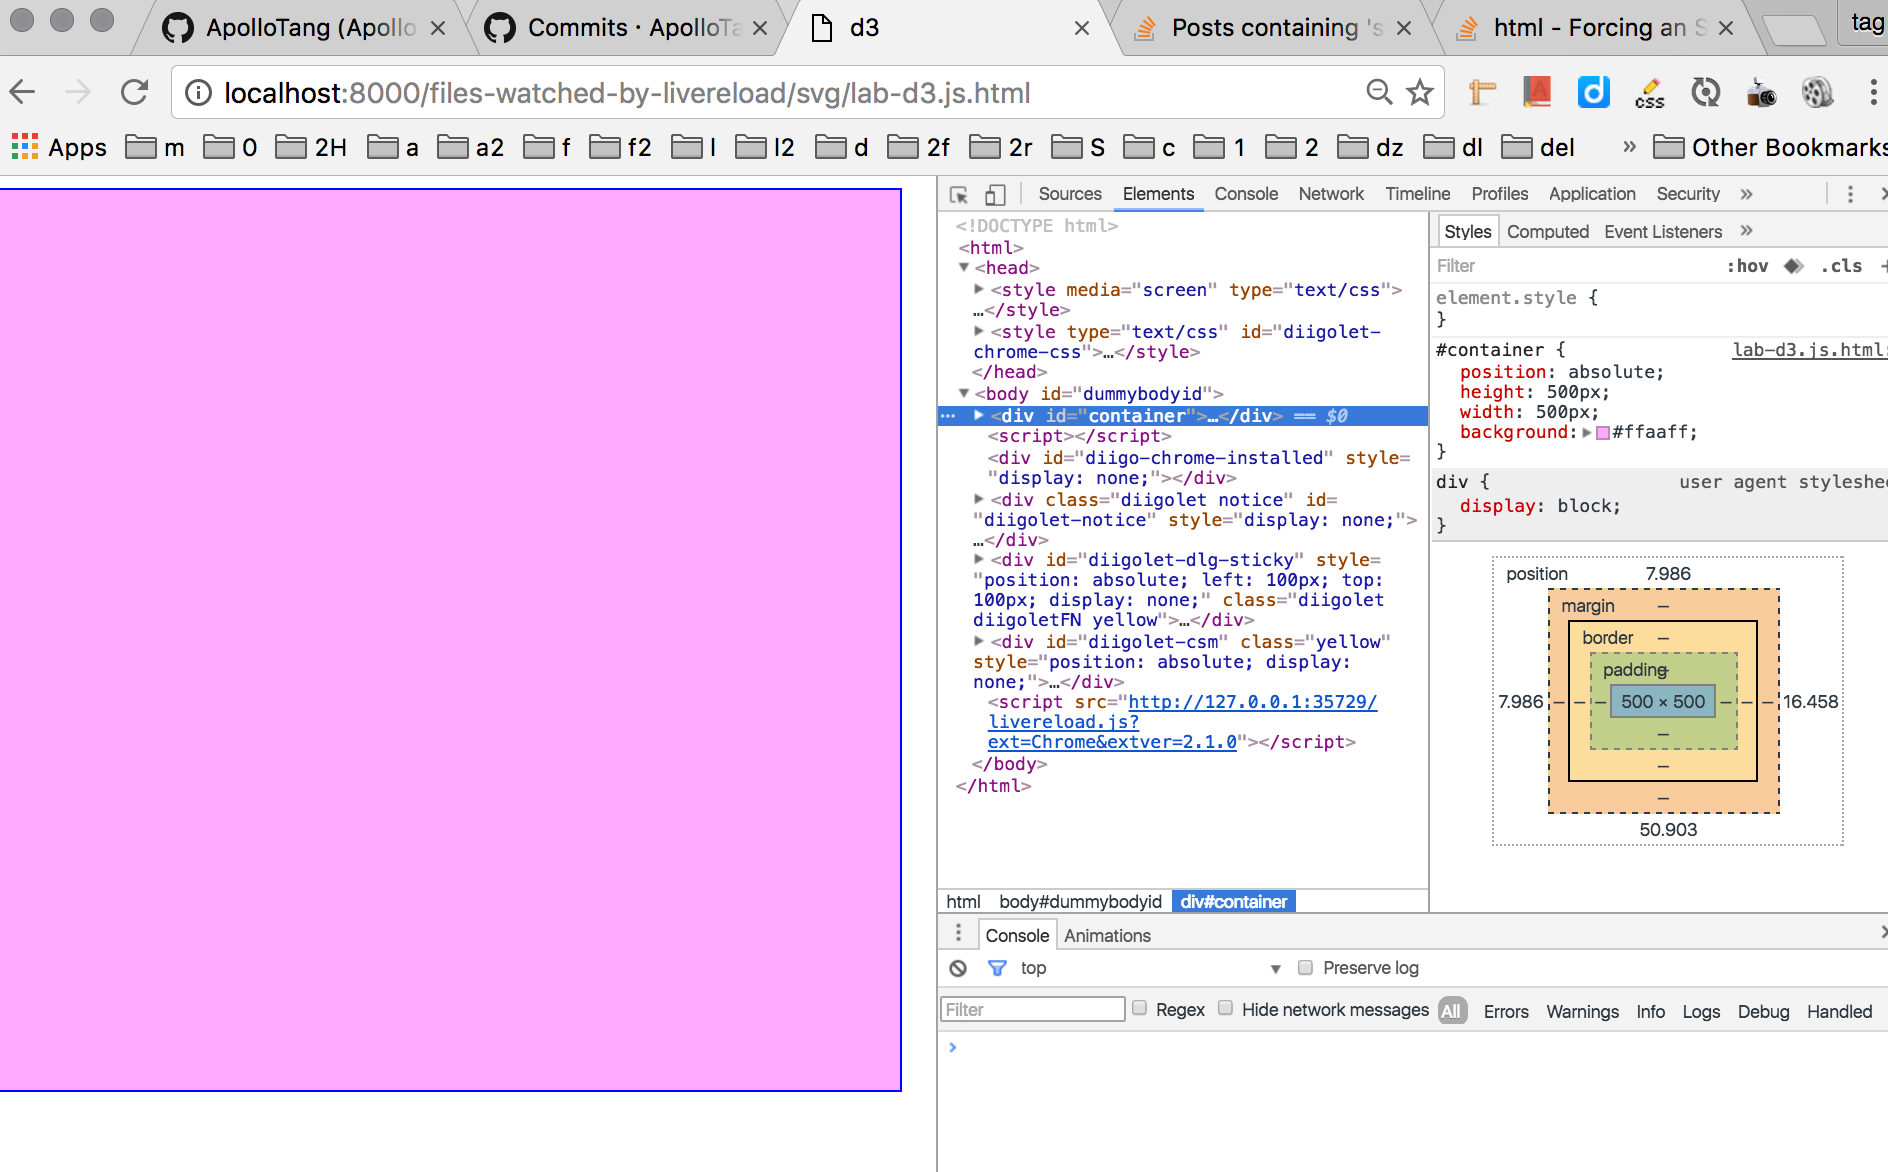 ApolloTang (Apollo
Commits · ApolloTa
d3
Posts containing 's
html - Forcing an S
tag
localhost:8000/files-watched-by-livereload/svg/lab-d3.js.html
css
Apps m 0 2H a a2 f f2 l l2 d 2f 2r S c 1 2 dz dl del » Other Bookmarks
Sources Elements Console Network Timeline Profiles Application Security »
<!DOCTYPE html>
<html>
<head>
<style media="screen" type="text/css">
…</style>
<style type="text/css" id="diigolet-
chrome-css">…</style>
</head>
<body id="dummybodyid">
… <div id="container">…</div> == $0
<script></script>
<div id="diigo-chrome-installed" style=
"display: none;"></div>
<div class="diigolet notice" id=
"diigolet-notice" style="display: none;">
…</div>
<div id="diigolet-dlg-sticky" style=
"position: absolute; left: 100px; top:
100px; display: none;" class="diigolet
diigoletFN yellow">…</div>
<div id="diigolet-csm" class="yellow"
style="position: absolute; display:
none;">…</div>
<script src="http://127.0.0.1:35729/
livereload.js?
ext=Chrome&extver=2.1.0"></script>
</body>
</html>
html body#dummybodyid div#container
Styles Computed Event Listeners »
Filter :hov .cls +
element.style {
}
#container { lab-d3.js.html:
position: absolute;
height: 500px;
width: 500px;
background: #ffaaff;
}
div { user agent styleshee
display: block;
}
position 7.986
margin –
border –
padding –
7.986 – – – 500 × 500 – – – 16.458
–
–
–
50.903
Console Animations
top ▼ Preserve log
Filter Regex Hide network messages All Errors Warnings Info Logs Debug Handled
>